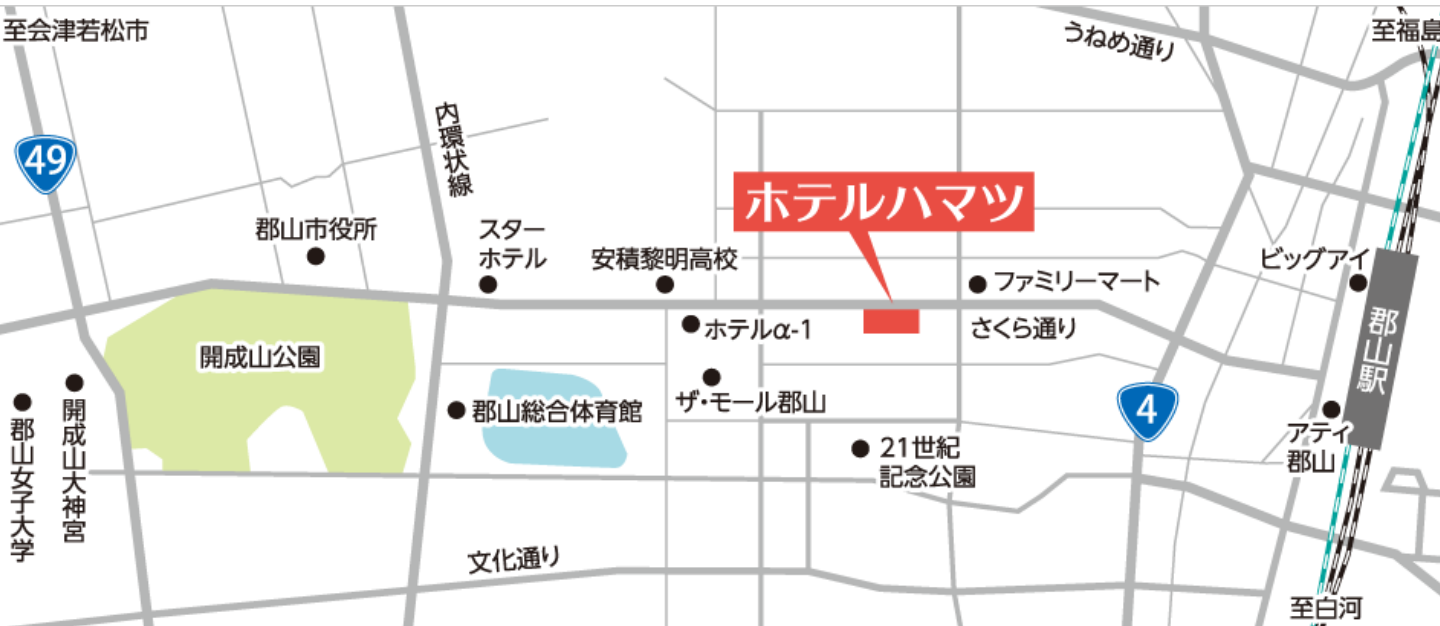 至会津若松市
うねめ通り
至福島
内環状線
49
ホテルハマツ
郡山市役所
スター
ホテル
安積黎明高校
ファミリーマート
ビッグアイ
ホテルα-1
さくら通り
郡山駅
開成山公園
ザ・モール郡山
4
郡山女子大学
開成山大神宮
郡山総合体育館
21世紀
記念公園
アティ
郡山
文化通り
至白河